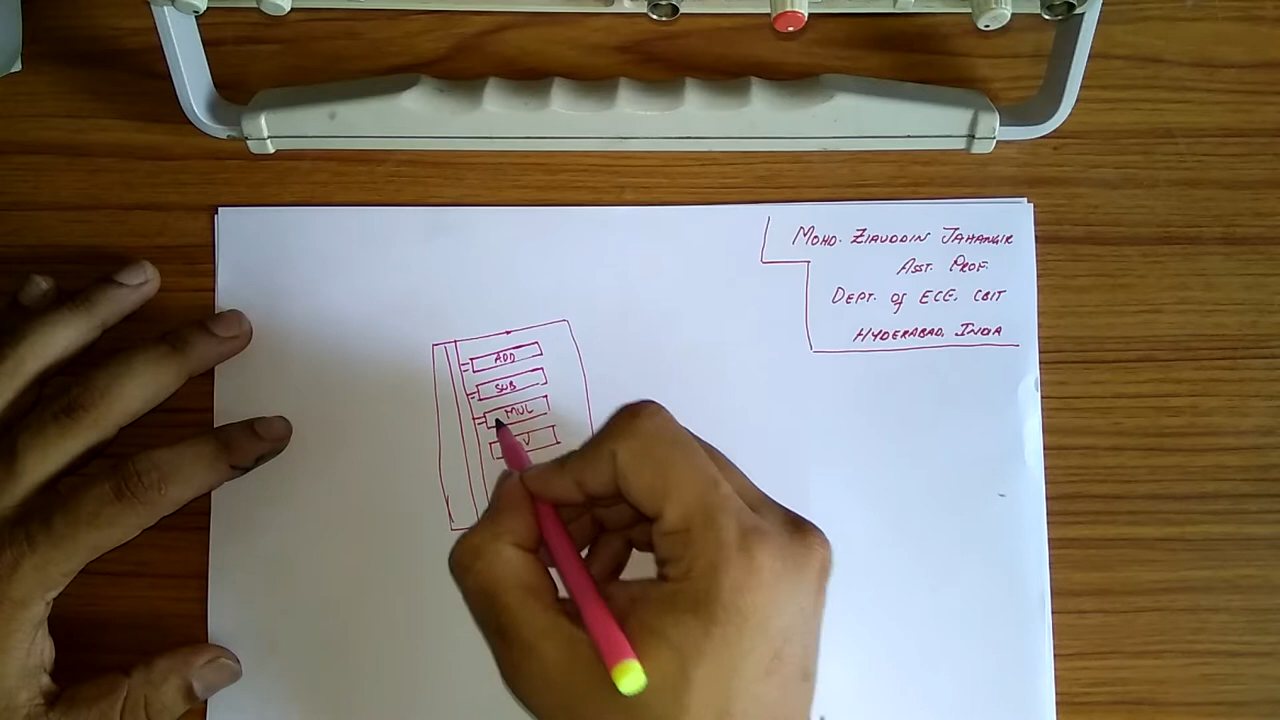 MOHD. ZIAUDDIN JAHANGIR
ASST. PROF.
DEPT. of ECE, CBIT
HYDERABAD, INDIA
ADD
SUB
MUL